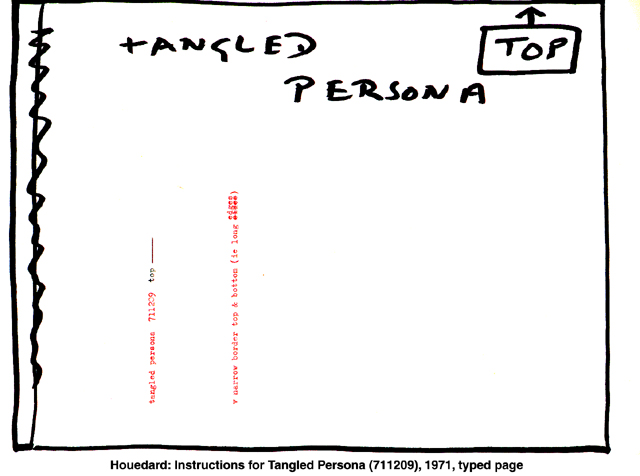 tANGLED
PERSONA
TOP
tangled persona 711209 top
v narrow border top & bottom (ie long edges)
Houedard: Instructions for Tangled Persona (711209), 1971, typed page